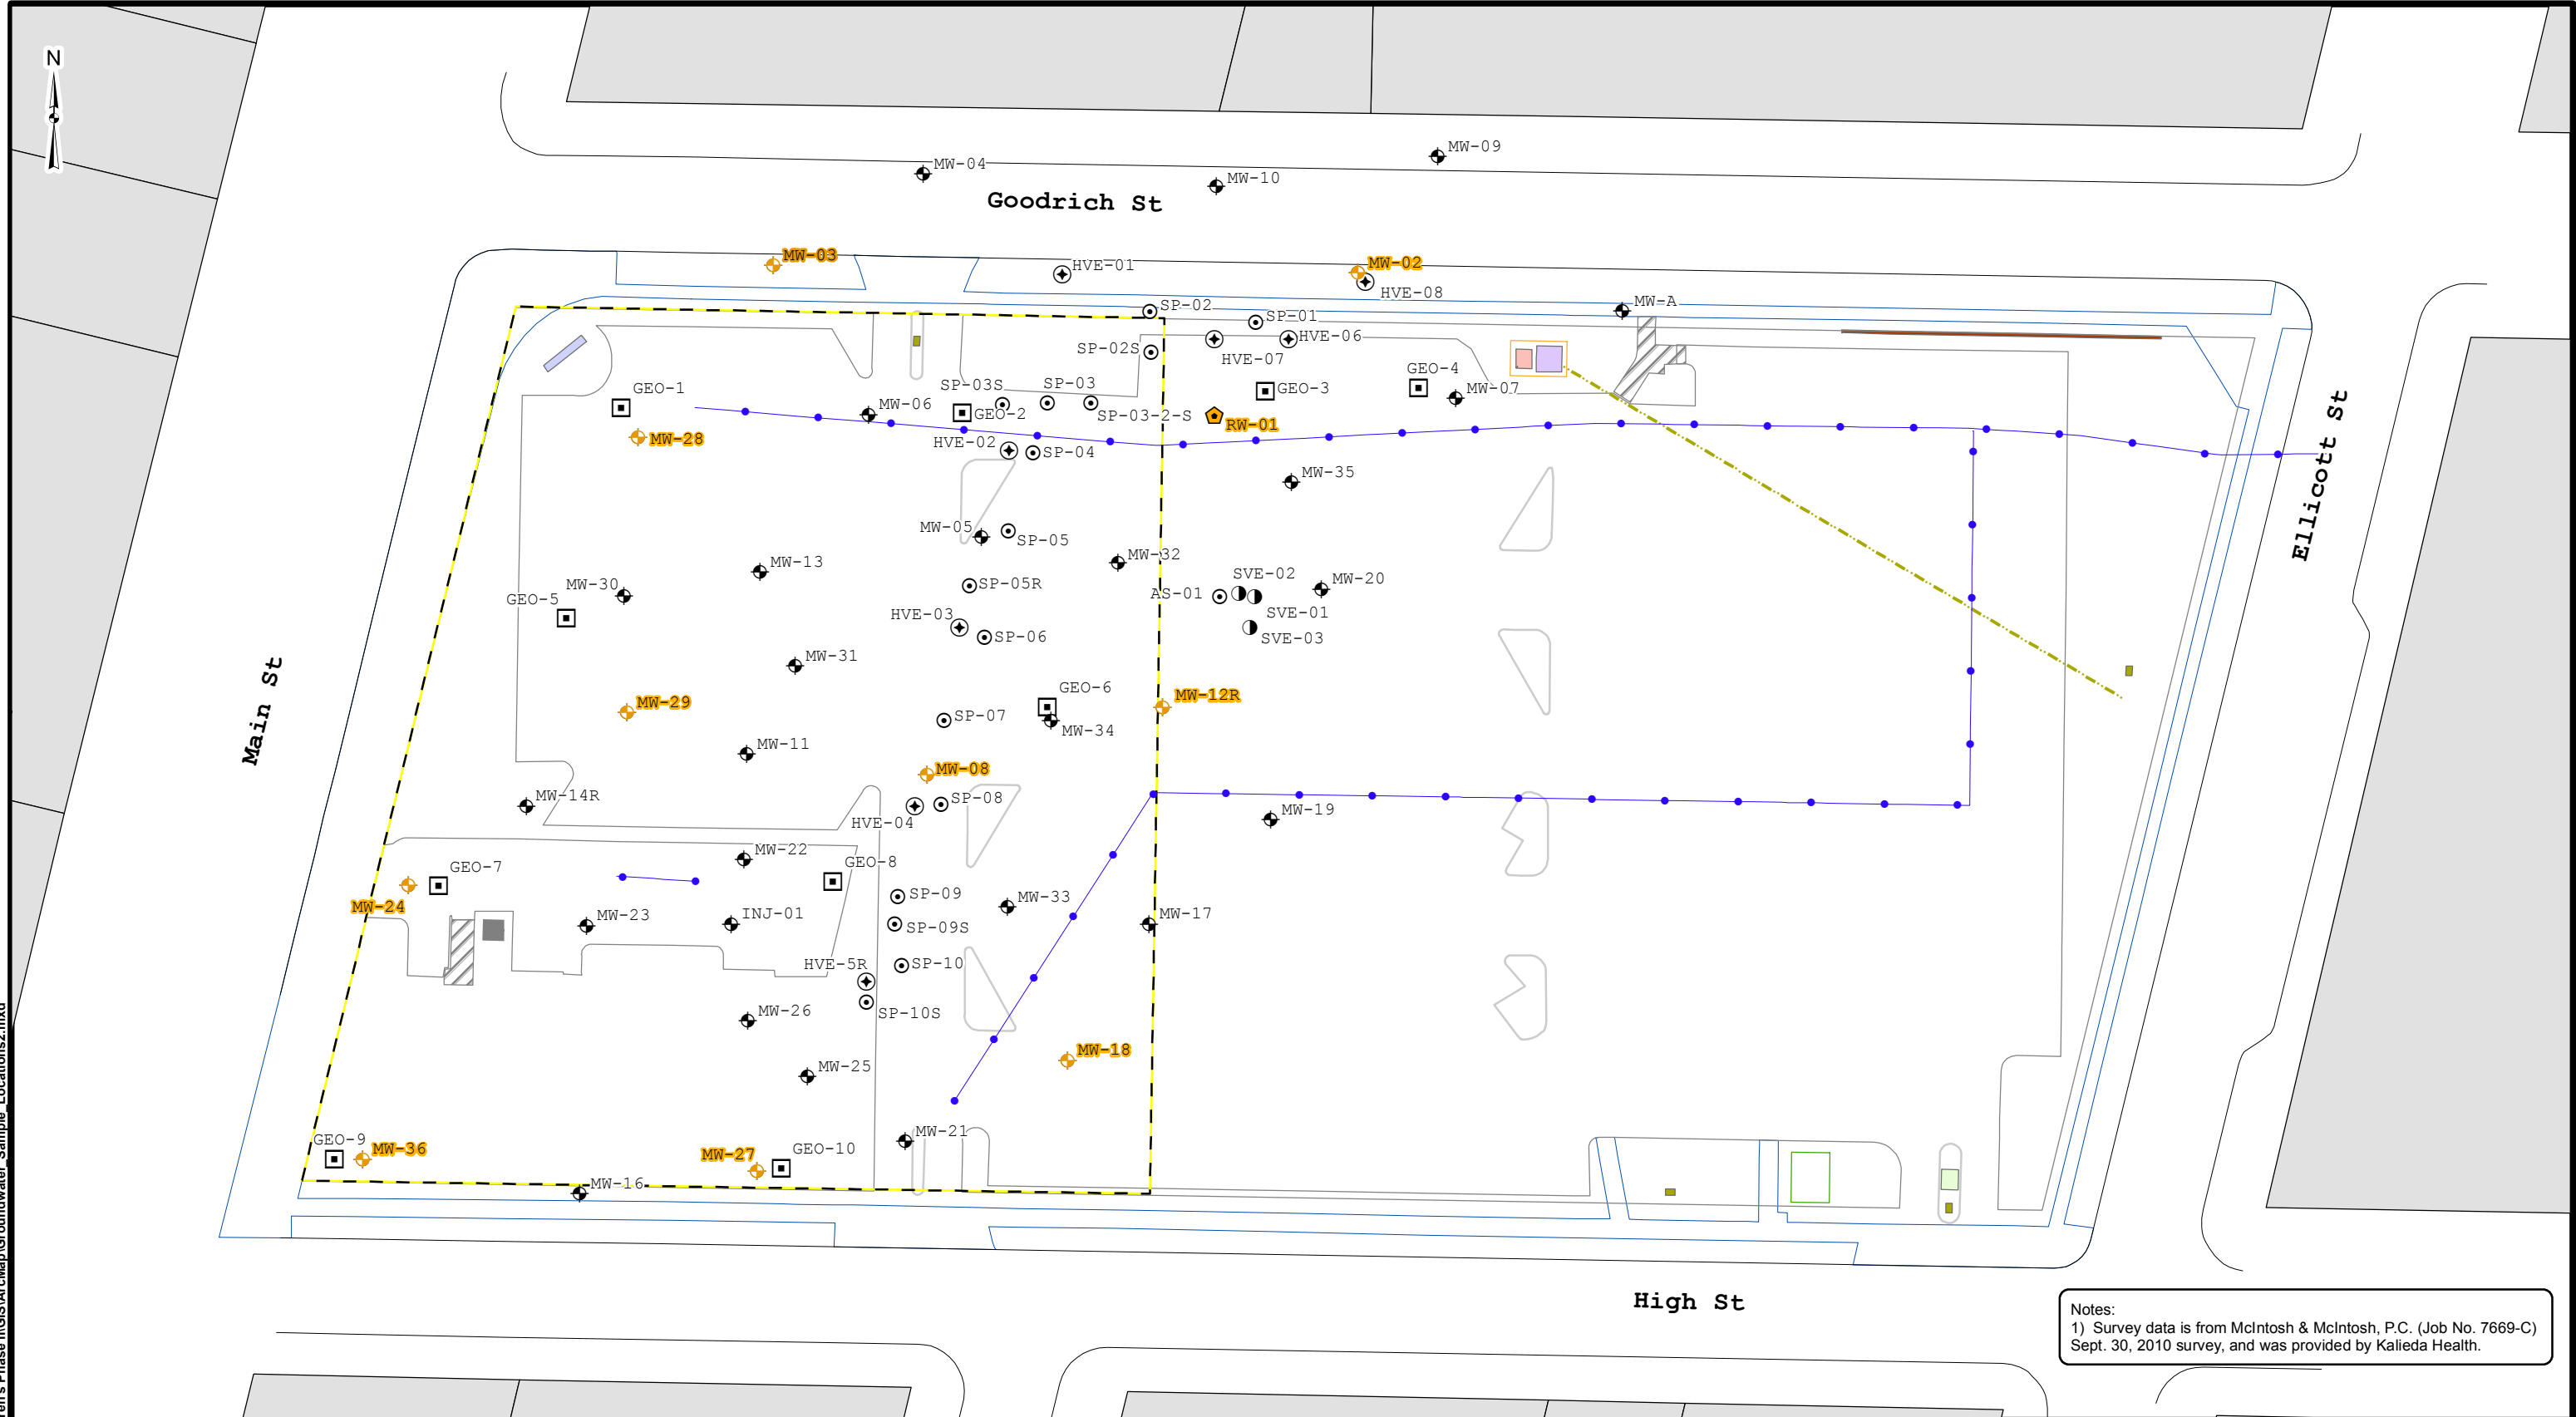 N
MW-09
MW-04
MW-10
Goodrich St
MW-03
HVE-01
MW-02
HVE-08
SP-02
MW-A
SP-01
SP-02S
HVE-06
HVE-07
GEO-1
SP-03S
SP-03
GEO-3
GEO-4
MW-07
MW-06
GEO-2
SP-03-2-S
RW-01
MW-28
HVE-02
SP-04
MW-35
Ellicott St
MW-05
SP-05
MW-13
MW-32
MW-30
SP-05R
SVE-02
MW-20
GEO-5
AS-01
HVE-03
SVE-01
SP-06
SVE-03
MW-31
Main St
GEO-6
MW-29
MW-12R
SP-07
MW-34
MW-11
MW-08
MW-14R
SP-08
HVE-04
MW-19
MW-22
GEO-7
GEO-8
MW-24
SP-09
MW-33
MW-23
INJ-01
SP-09S
MW-17
HVE-5R
SP-10
MW-26
SP-10S
MW-18
MW-25
MW-21
GEO-9
MW-36
MW-27
GEO-10
MW-16
High St
Notes:
1) Survey data is from McIntosh & McIntosh, P.C. (Job No. 7669-C)
Sept. 30, 2010 survey, and was provided by Kalieda Health.